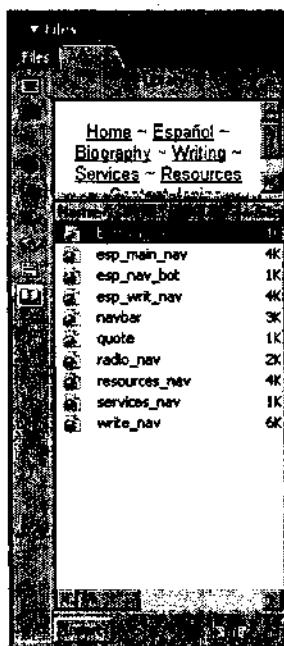 ▼ Files
Files
Home ~ Español ~
Biography ~ Writing ~
Services ~ Resources
esp_main_nav 4K
esp_nav_bot 1K
esp_writ_nav 4K
navbar 3K
quote 1K
radio_nav 2K
resources_nav 4K
services_nav 1K
write_nav 6K